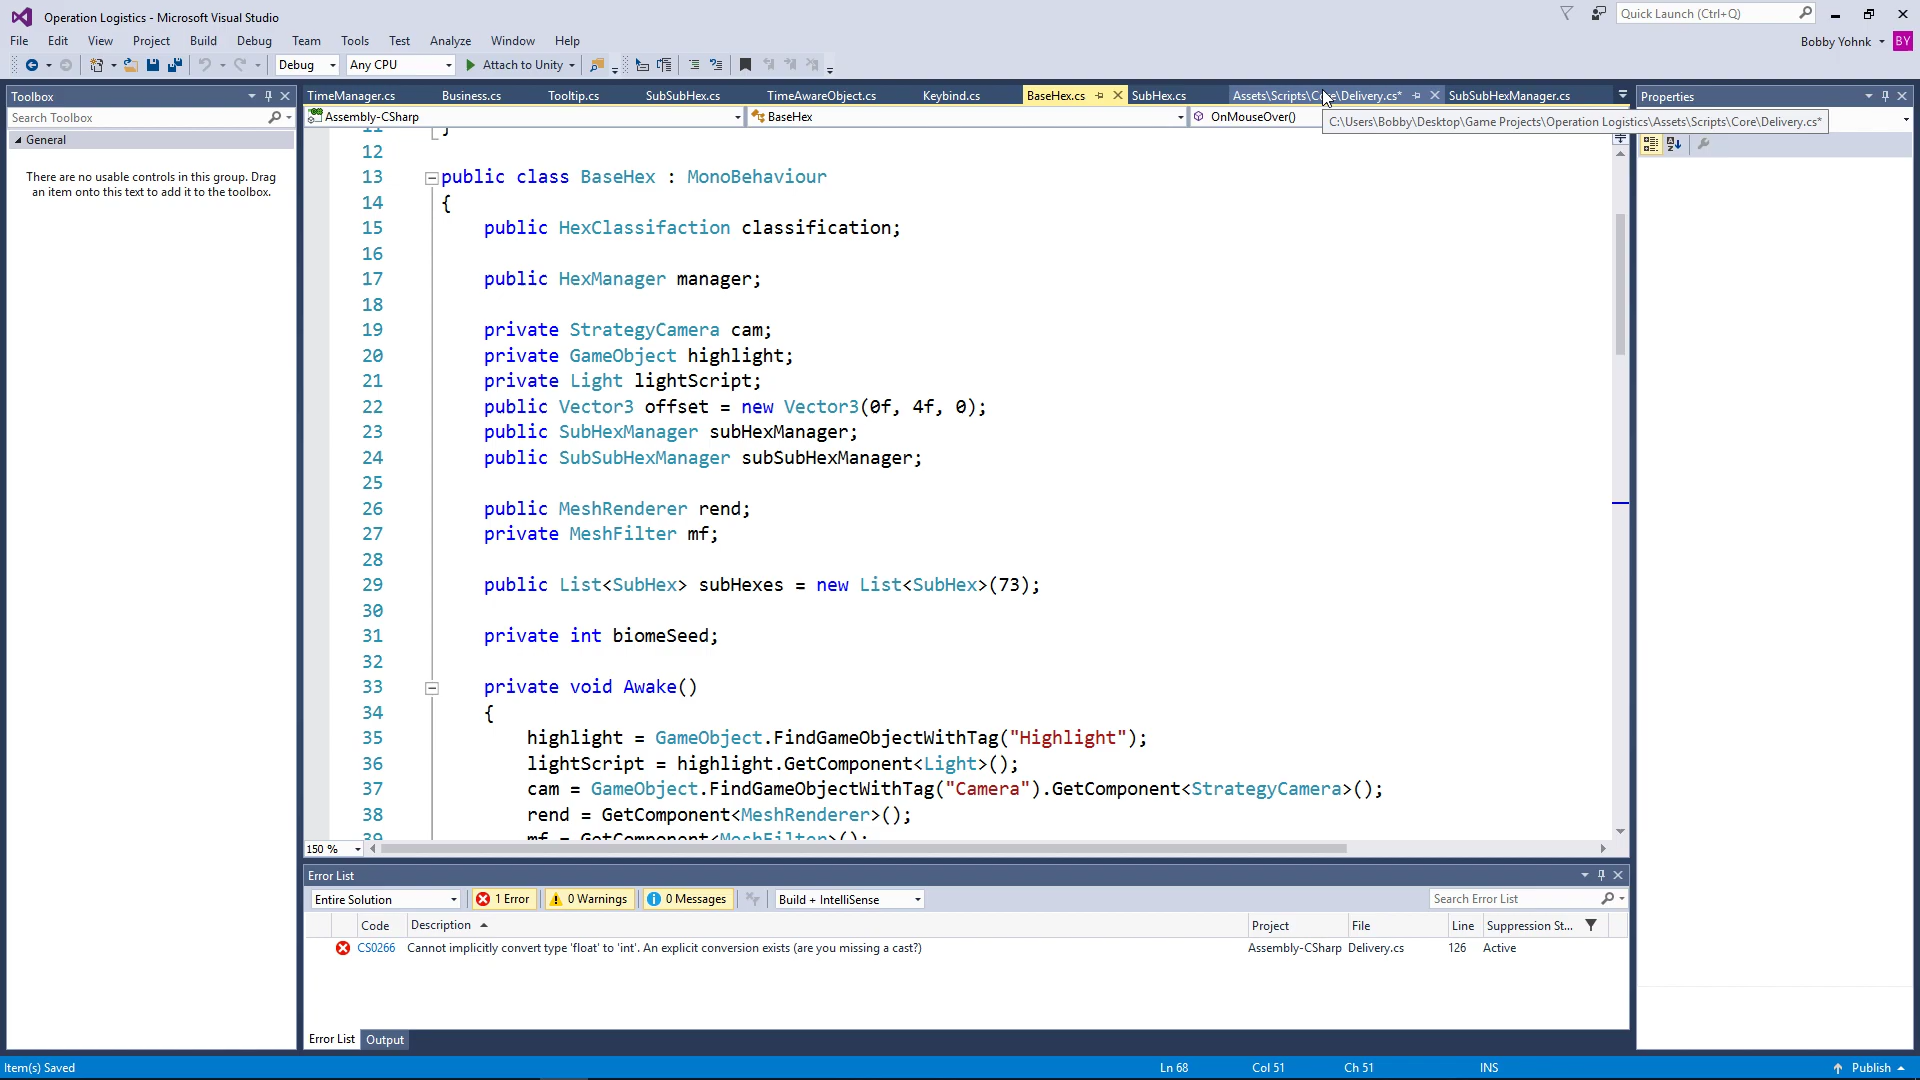 Operation Logistics - Microsoft Visual Studio
Quick Launch (Ctrl+Q)
File Edit View Project Build Debug Team Tools Test Analyze Window Help
Bobby Yohnk BY
Debug Any CPU Attach to Unity
Toolbox
TimeManager.cs Business.cs Tooltip.cs SubSubHex.cs TimeAwareObject.cs Keybind.cs BaseHex.cs SubHex.cs Assets\Scripts\Core\Delivery.cs* SubSubHexManager.cs
Properties
Search Toolbox
Assembly-CSharp BaseHex OnMouseOver()
C:\Users\Bobby\Desktop\Game Projects\Operation Logistics\Assets\Scripts\Core\Delivery.cs*
General
There are no usable controls in this group. Drag
an item onto this text to add it to the toolbox.
11 }
12
13 public class BaseHex : MonoBehaviour
14 {
15 public HexClassifaction classification;
16
17 public HexManager manager;
18
19 private StrategyCamera cam;
20 private GameObject highlight;
21 private Light lightScript;
22 public Vector3 offset = new Vector3(0f, 4f, 0);
23 public SubHexManager subHexManager;
24 public SubSubHexManager subSubHexManager;
25
26 public MeshRenderer rend;
27 private MeshFilter mf;
28
29 public List<SubHex> subHexes = new List<SubHex>(73);
30
31 private int biomeSeed;
32
33 private void Awake()
34 {
35 highlight = GameObject.FindGameObjectWithTag("Highlight");
36 lightScript = highlight.GetComponent<Light>();
37 cam = GameObject.FindGameObjectWithTag("Camera").GetComponent<StrategyCamera>();
38 rend = GetComponent<MeshRenderer>();
39 mf = GetComponent<MeshFilter>();
150 %
Error List
Entire Solution 1 Error 0 Warnings 0 Messages Build + IntelliSense Search Error List
Code Description Project File Line Suppression St...
CS0266 Cannot implicitly convert type 'float' to 'int'. An explicit conversion exists (are you missing a cast?) Assembly-CSharp Delivery.cs 126 Active
Error List Output
Item(s) Saved Ln 68 Col 51 Ch 51 INS Publish